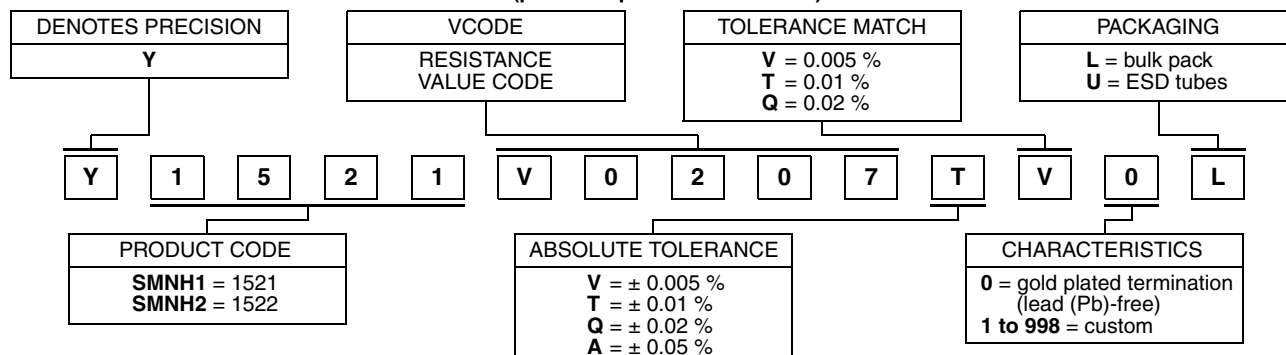 DENOTES PRECISION
Y
VCODE
RESISTANCE
VALUE CODE
TOLERANCE MATCH
V = 0.005 %
T = 0.01 %
Q = 0.02 %
PACKAGING
L = bulk pack
U = ESD tubes
Y 1 5 2 1 V 0 2 0 7 T V 0 L
PRODUCT CODE
SMNH1 = 1521
SMNH2 = 1522
ABSOLUTE TOLERANCE
V = ± 0.005 %
T = ± 0.01 %
Q = ± 0.02 %
A = ± 0.05 %
CHARACTERISTICS
0 = gold plated termination
(lead (Pb)-free)
1 to 998 = custom